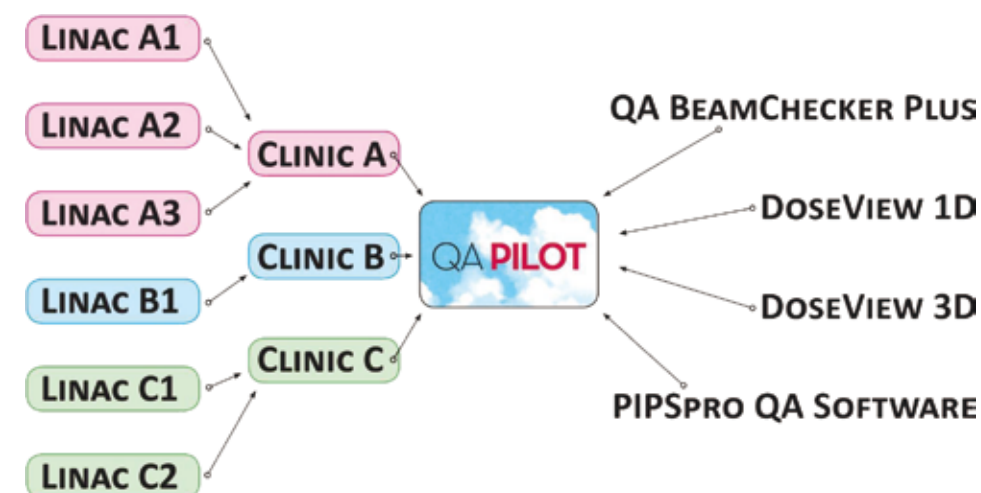 LINAC A1
LINAC A2
LINAC A3
LINAC B1
LINAC C1
LINAC C2
CLINIC A
CLINIC B
CLINIC C
QA PILOT
QA BEAMCHECKER PLUS
DOSEVIEW 1D
DOSEVIEW 3D
PIPSPRO QA SOFTWARE